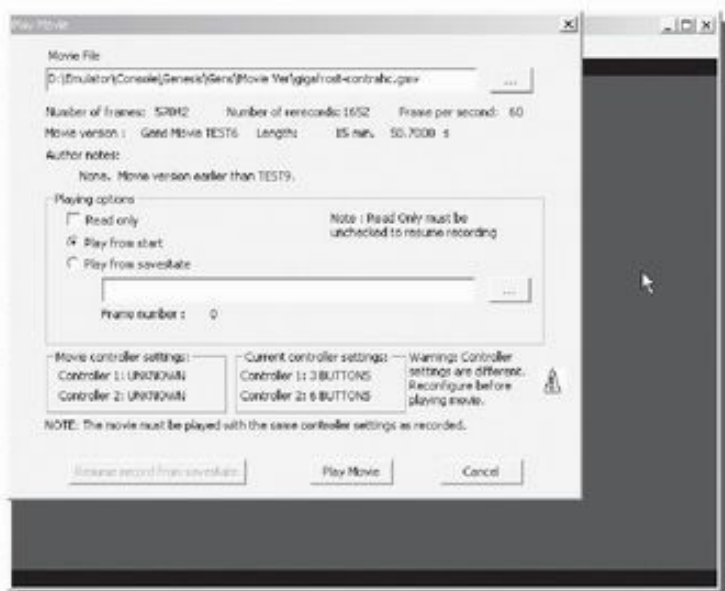 Play Movie
Movie File
D:\Emulator\Console\Genesis\Gens\Movie Ver\gigafrost-contrahc.gmv
...
Number of frames: 57042 Number of rerecords: 1652 Frame per second: 60
Movie version : Gens Movie TEST6 Length: 15 min. 50.7000 s
Author notes:
None. Movie version earlier than TEST9.
Playing options
Read only
Note : Read Only must be unchecked to resume recording
Play from start
Play from savestate
...
Frame number : 0
Movie controller settings:
Controller 1: UNKNOWN
Controller 2: UNKNOWN
Current controller settings:
Controller 1: 3 BUTTONS
Controller 2: 6 BUTTONS
Warning: Controller
settings are different.
Reconfigure before
playing movie.
NOTE: The movie must be played with the same controller settings as recorded.
Resume record from savestate
Play Movie
Cancel